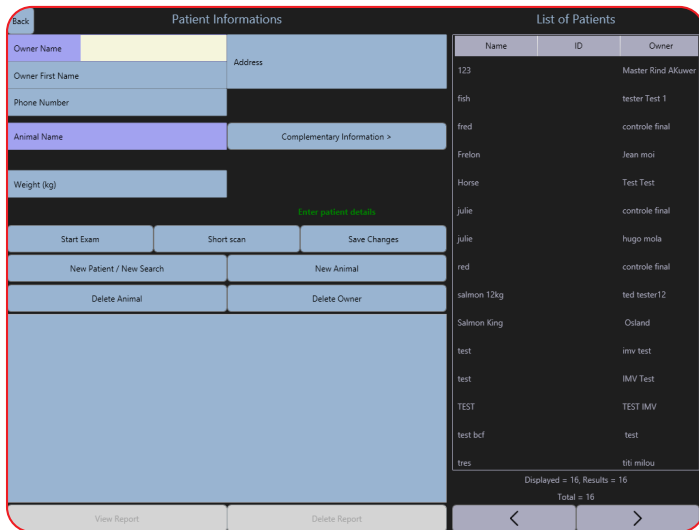 Back
Patient Informations
List of Patients
Owner Name
Address
Owner First Name
Phone Number
Animal Name
Complementary Information >
Weight (kg)
Enter patient details
Start Exam
Short scan
Save Changes
New Patient / New Search
New Animal
Delete Animal
Delete Owner
View Report
Delete Report
Name ID Owner
123 Master Rind AKuwer
fish tester Test 1
fred controle final
Frelon Jean moi
Horse Test Test
julie controle final
julie hugo mola
red controle final
salmon 12kg ted tester12
Salmon King Osland
test imv test
test IMV Test
TEST TEST IMV
test bcf test
tres titi milou
Displayed = 16, Results = 16
Total = 16